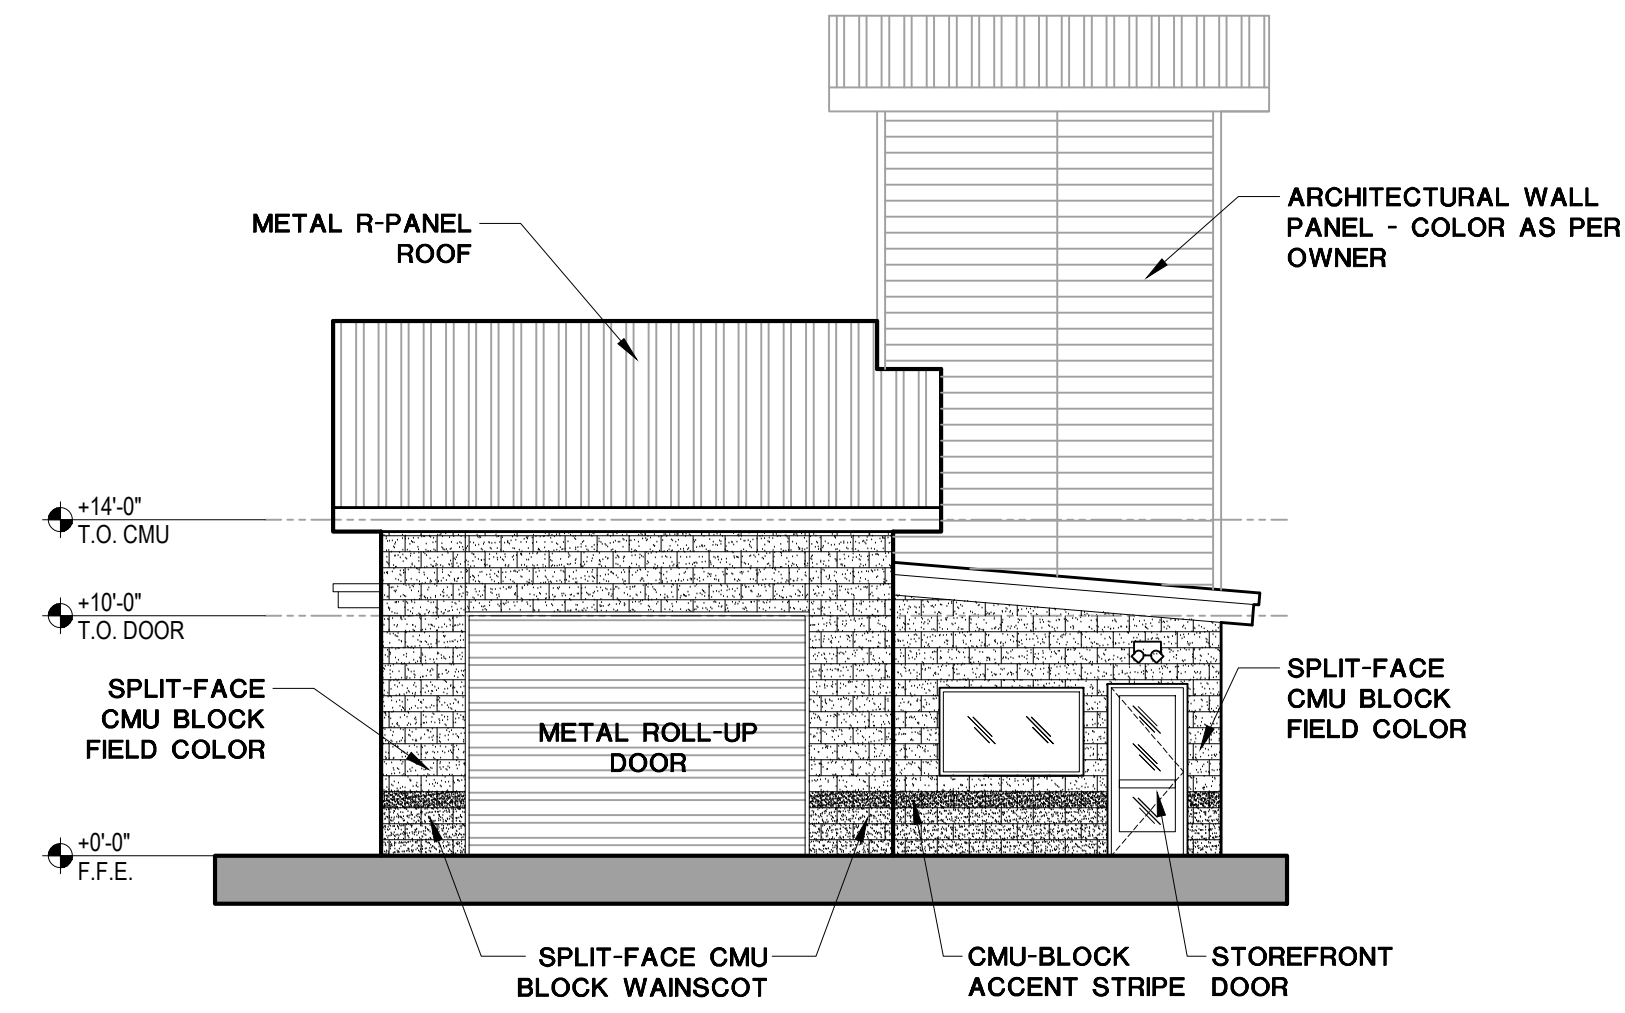 METAL R-PANEL
ROOF
ARCHITECTURAL WALL
PANEL - COLOR AS PER
OWNER
+14'-0"
T.O. CMU
+10'-0"
T.O. DOOR
SPLIT-FACE
CMU BLOCK
FIELD COLOR
METAL ROLL-UP
DOOR
SPLIT-FACE
CMU BLOCK
FIELD COLOR
+0'-0"
F.F.E.
SPLIT-FACE CMU
BLOCK WAINSCOT
CMU-BLOCK
ACCENT STRIPE
STOREFRONT
DOOR